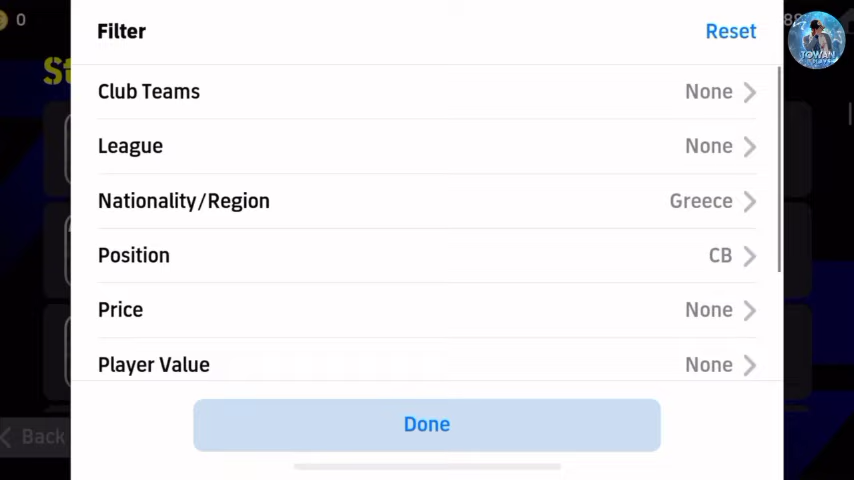 0
Filter
Reset
Club Teams None
League None
Nationality/Region Greece
Position CB
Price None
Player Value None
Done
Back
TOWAN